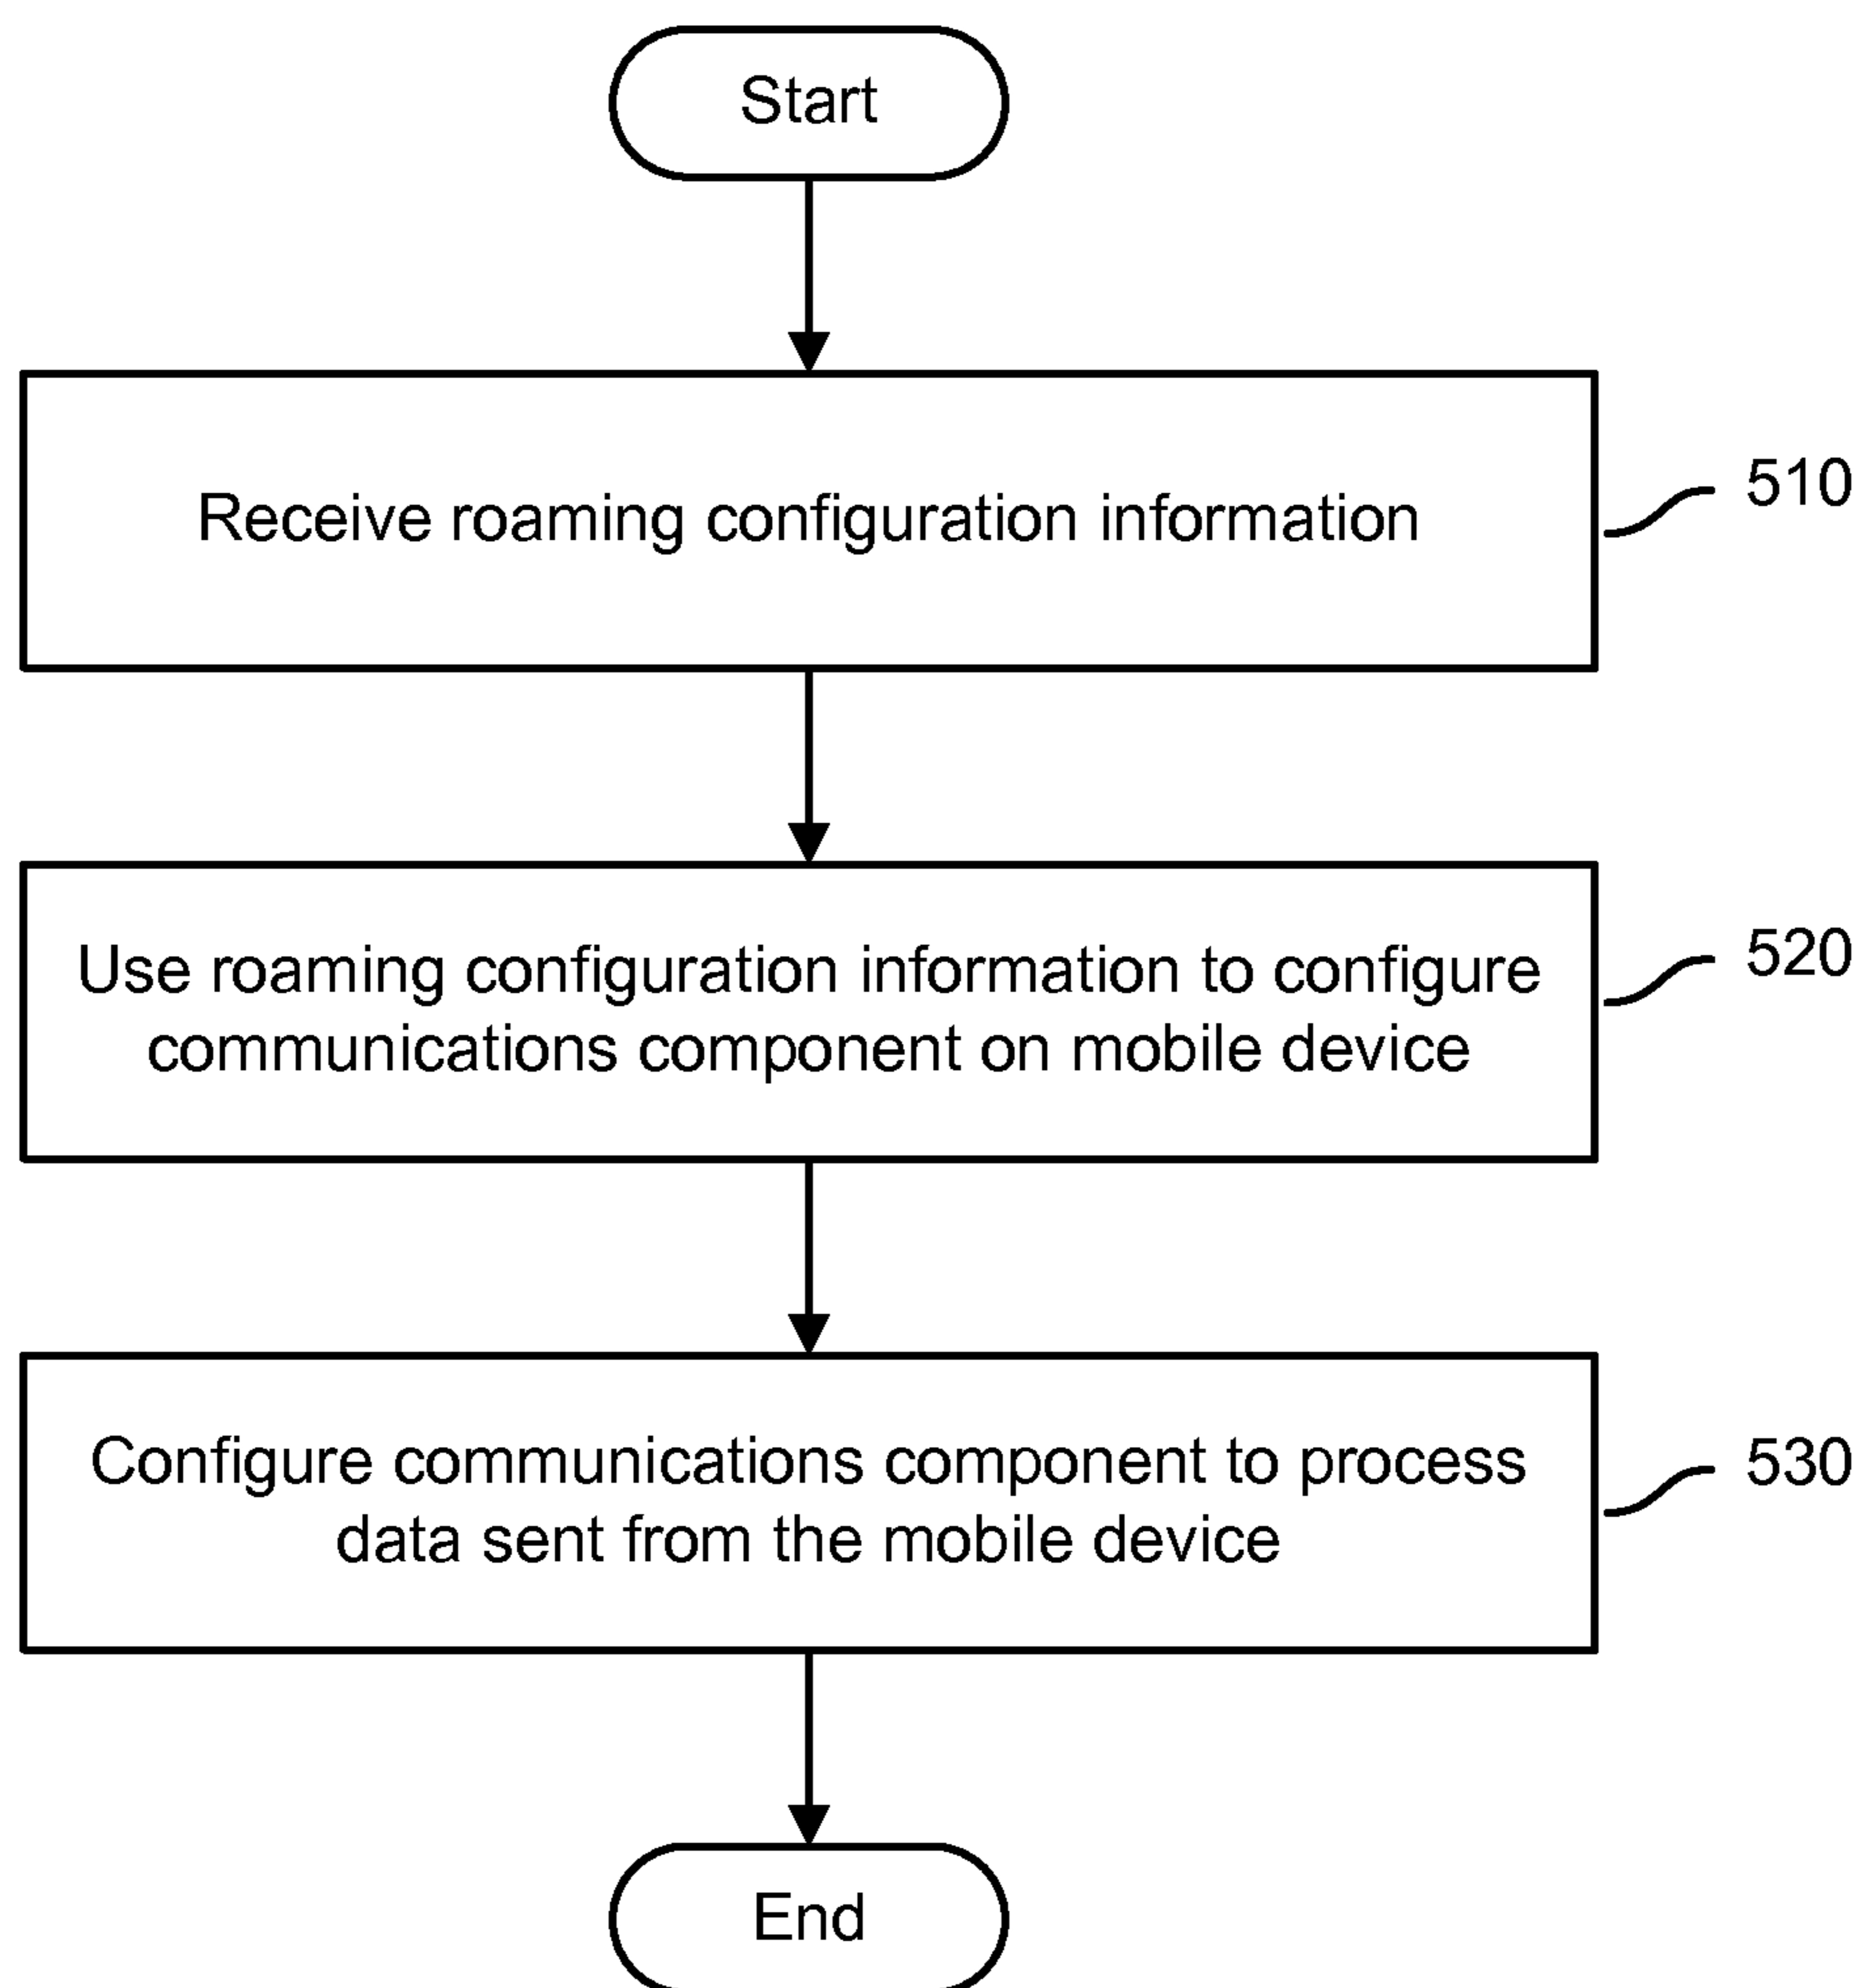 Start
Receive roaming configuration information
510
Use roaming configuration information to configure
communications component on mobile device
520
Configure communications component to process
data sent from the mobile device
530
End